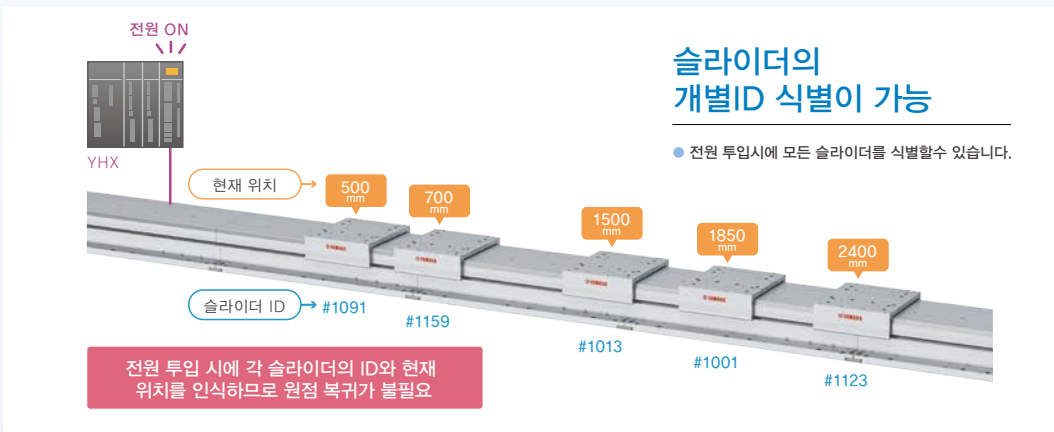 전원 ON
YHX
슬라이더의
개별ID 식별이 가능
● 전원 투입시에 모든 슬라이더를 식별할수 있습니다.
현재 위치
500
mm
700
mm
1500
mm
1850
mm
2400
mm
YAMAHA
YAMAHA
YAMAHA
YAMAHA
YAMAHA
슬라이더 ID
#1091
#1159
#1013
#1001
#1123
전원 투입 시에 각 슬라이더의 ID와 현재
위치를 인식하므로 원점 복귀가 불필요